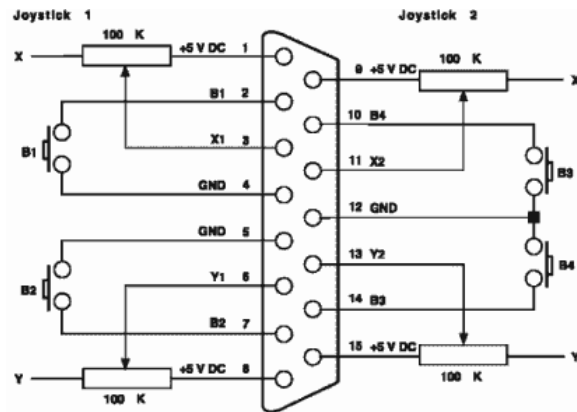 Joystick 1
Joystick 2
100 K
X
+5 V DC 1
9 +5 V DC
100 K
X
B1 2
10 B4
B1
X1 3
11 X2
B3
GND 4
12 GND
GND 5
13 Y2
B2
Y1 6
B4
14 B3
B2 7
15 +5 V DC
Y
+5 V DC 8
Y
100 K
100 K